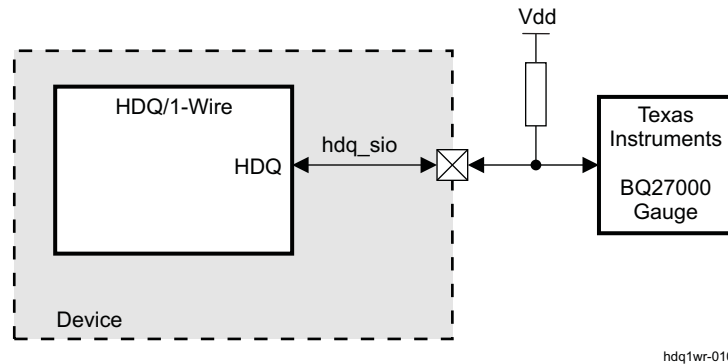 Vdd
HDQ/1-Wire
HDQ
hdq_sio
Texas
Instruments
BQ27000
Gauge
Device